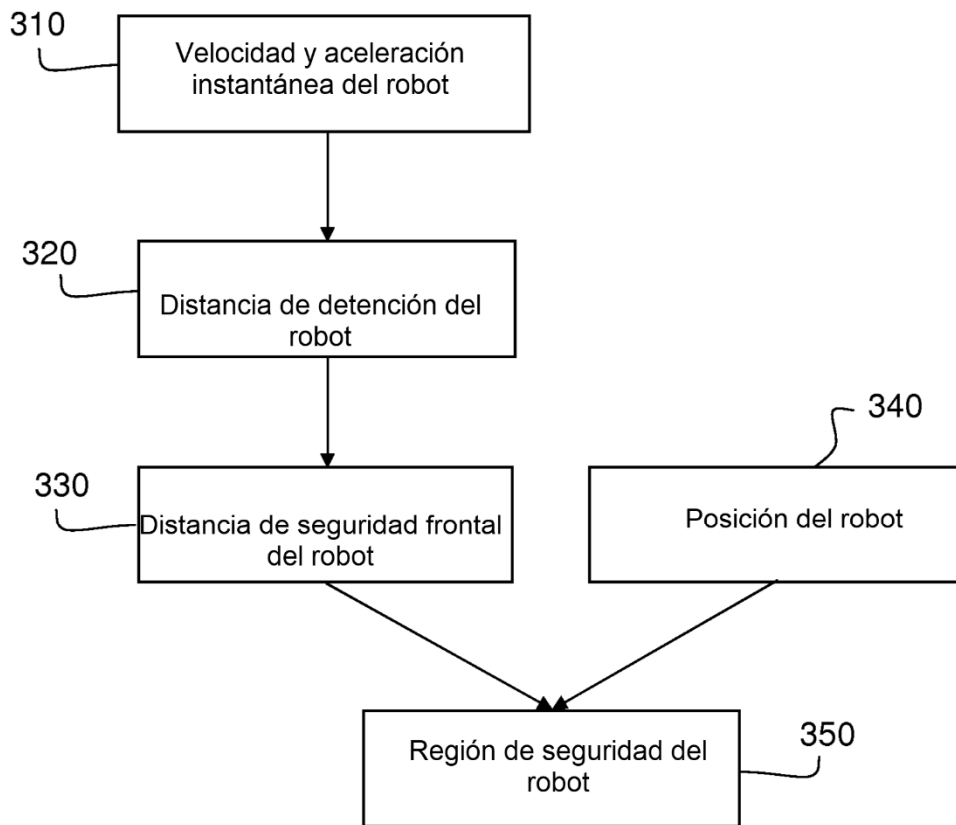 310
Velocidad y aceleración
instantánea del robot
320
Distancia de detención del
robot
330
Distancia de seguridad frontal
del robot
340
Posición del robot
Región de seguridad del
robot
350